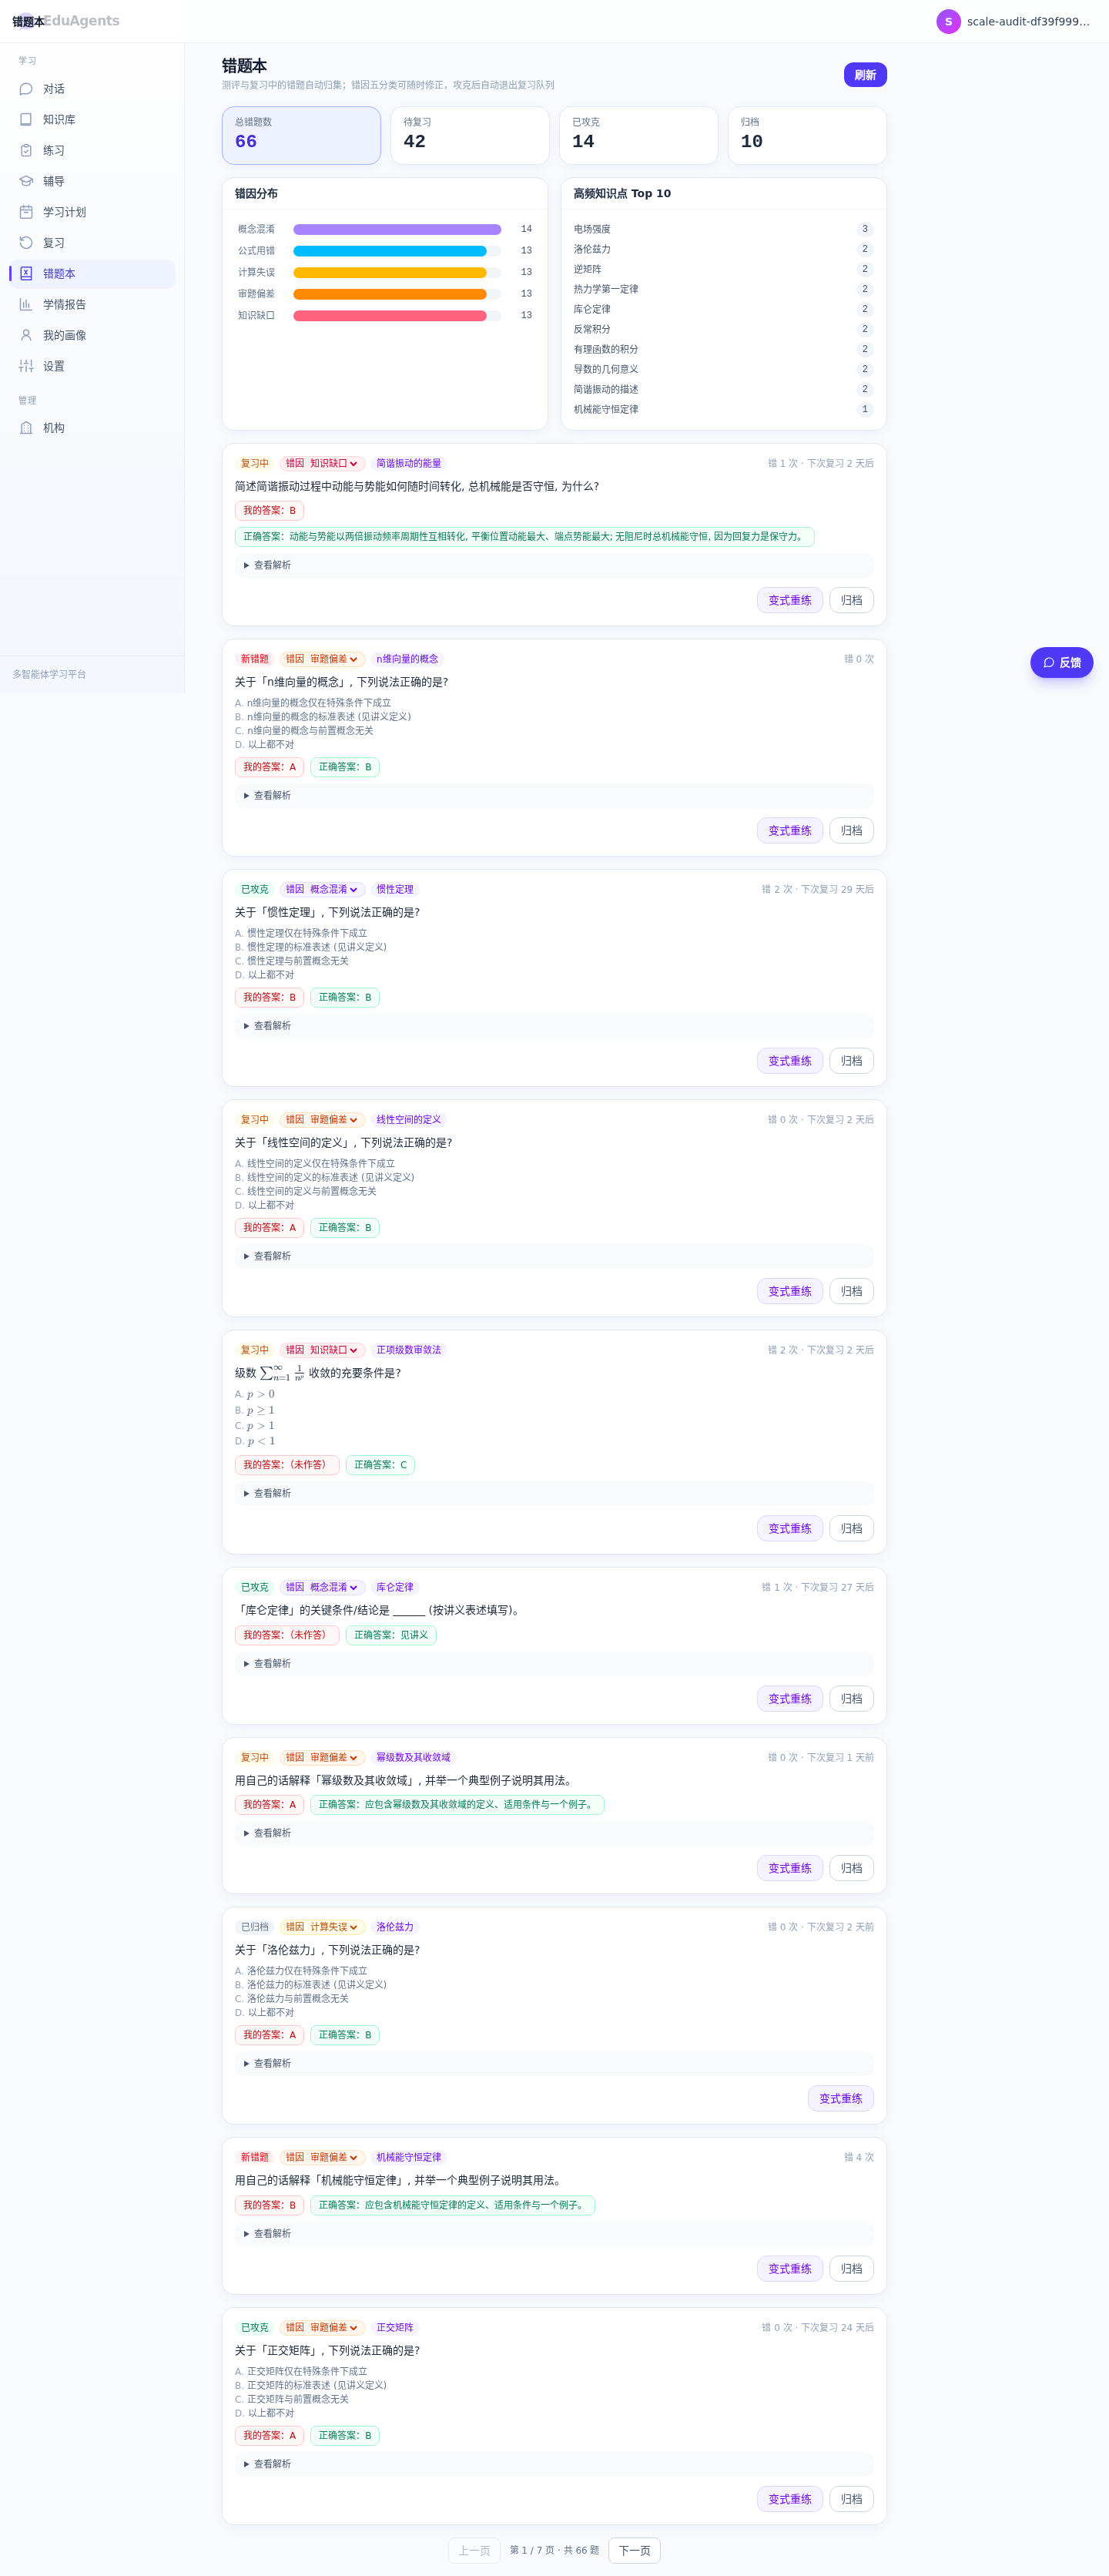 错题本
EduAgents
S
scale-audit-df39f999...
学习
对话
知识库
练习
辅导
学习计划
复习
错题本
学情报告
我的画像
设置
管理
机构
多智能体学习平台
错题本
测评与复习中的错题自动归集；错因五分类可随时修正，攻克后自动退出复习队列
刷新
总错题数
66
待复习
42
已攻克
14
归档
10
错因分布
概念混淆 14
公式用错 13
计算失误 13
审题偏差 13
知识缺口 13
高频知识点 Top 10
电场强度 3
洛伦兹力 2
逆矩阵 2
热力学第一定律 2
库仑定律 2
反常积分 2
有理函数的积分 2
导数的几何意义 2
简谐振动的描述 2
机械能守恒定律 1
复习中 错因 知识缺口 简谐振动的能量 错 1 次 · 下次复习 2 天后
简述简谐振动过程中动能与势能如何随时间转化, 总机械能是否守恒, 为什么?
我的答案：B
正确答案：动能与势能以两倍振动频率周期性互相转化, 平衡位置动能最大、端点势能最大; 无阻尼时总机械能守恒, 因为回复力是保守力。
▶ 查看解析
变式重练 归档
新错题 错因 审题偏差 n维向量的概念 错 0 次
关于「n维向量的概念」, 下列说法正确的是?
A. n维向量的概念仅在特殊条件下成立
B. n维向量的概念的标准表述 (见讲义定义)
C. n维向量的概念与前置概念无关
D. 以上都不对
我的答案：A 正确答案：B
▶ 查看解析
变式重练 归档
已攻克 错因 概念混淆 惯性定理 错 2 次 · 下次复习 29 天后
关于「惯性定理」, 下列说法正确的是?
A. 惯性定理仅在特殊条件下成立
B. 惯性定理的标准表述 (见讲义定义)
C. 惯性定理与前置概念无关
D. 以上都不对
我的答案：B 正确答案：B
▶ 查看解析
变式重练 归档
复习中 错因 审题偏差 线性空间的定义 错 0 次 · 下次复习 2 天后
关于「线性空间的定义」, 下列说法正确的是?
A. 线性空间的定义仅在特殊条件下成立
B. 线性空间的定义的标准表述 (见讲义定义)
C. 线性空间的定义与前置概念无关
D. 以上都不对
我的答案：A 正确答案：B
▶ 查看解析
变式重练 归档
复习中 错因 知识缺口 正项级数审敛法 错 2 次 · 下次复习 2 天后
级数 ∑_{n=1}^{∞} 1/n^p 收敛的充要条件是?
A. p > 0
B. p ≥ 1
C. p > 1
D. p < 1
我的答案：（未作答） 正确答案：C
▶ 查看解析
变式重练 归档
已攻克 错因 概念混淆 库仑定律 错 1 次 · 下次复习 27 天后
「库仑定律」的关键条件/结论是 ______ (按讲义表述填写)。
我的答案：（未作答） 正确答案：见讲义
▶ 查看解析
变式重练 归档
复习中 错因 审题偏差 幂级数及其收敛域 错 0 次 · 下次复习 1 天前
用自己的话解释「幂级数及其收敛域」, 并举一个典型例子说明其用法。
我的答案：A 正确答案：应包含幂级数及其收敛域的定义、适用条件与一个例子。
▶ 查看解析
变式重练 归档
已归档 错因 计算失误 洛伦兹力 错 0 次 · 下次复习 2 天前
关于「洛伦兹力」, 下列说法正确的是?
A. 洛伦兹力仅在特殊条件下成立
B. 洛伦兹力的标准表述 (见讲义定义)
C. 洛伦兹力与前置概念无关
D. 以上都不对
我的答案：A 正确答案：B
▶ 查看解析
变式重练
新错题 错因 审题偏差 机械能守恒定律 错 4 次
用自己的话解释「机械能守恒定律」, 并举一个典型例子说明其用法。
我的答案：B 正确答案：应包含机械能守恒定律的定义、适用条件与一个例子。
▶ 查看解析
变式重练 归档
已攻克 错因 审题偏差 正交矩阵 错 0 次 · 下次复习 24 天后
关于「正交矩阵」, 下列说法正确的是?
A. 正交矩阵仅在特殊条件下成立
B. 正交矩阵的标准表述 (见讲义定义)
C. 正交矩阵与前置概念无关
D. 以上都不对
我的答案：A 正确答案：B
▶ 查看解析
变式重练 归档
上一页 第 1 / 7 页 · 共 66 题 下一页
反馈